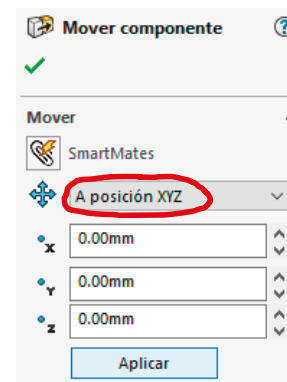 Mover componente
Mover
SmartMates
A posición XYZ
X 0.00mm
Y 0.00mm
Z 0.00mm
Aplicar